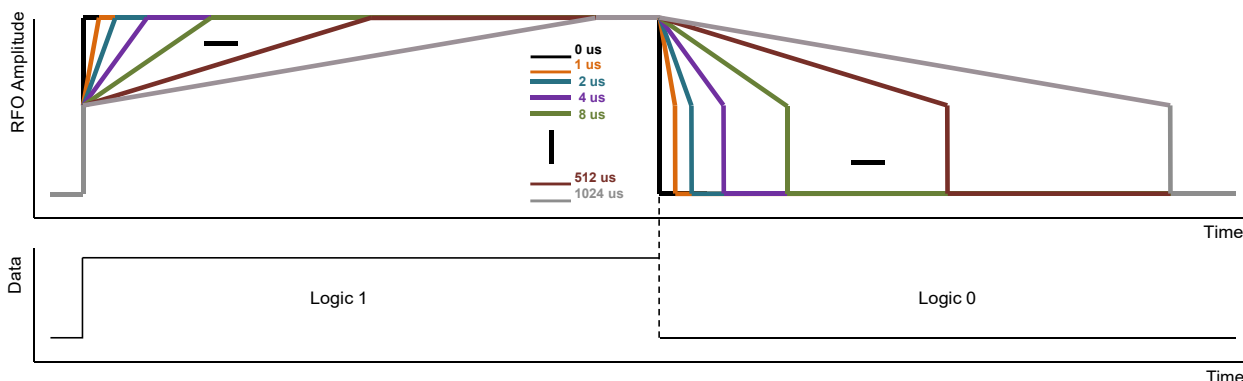 RFO Amplitude
0 us
1 us
2 us
4 us
8 us
512 us
1024 us
Time
Data
Logic 1
Logic 0
Time